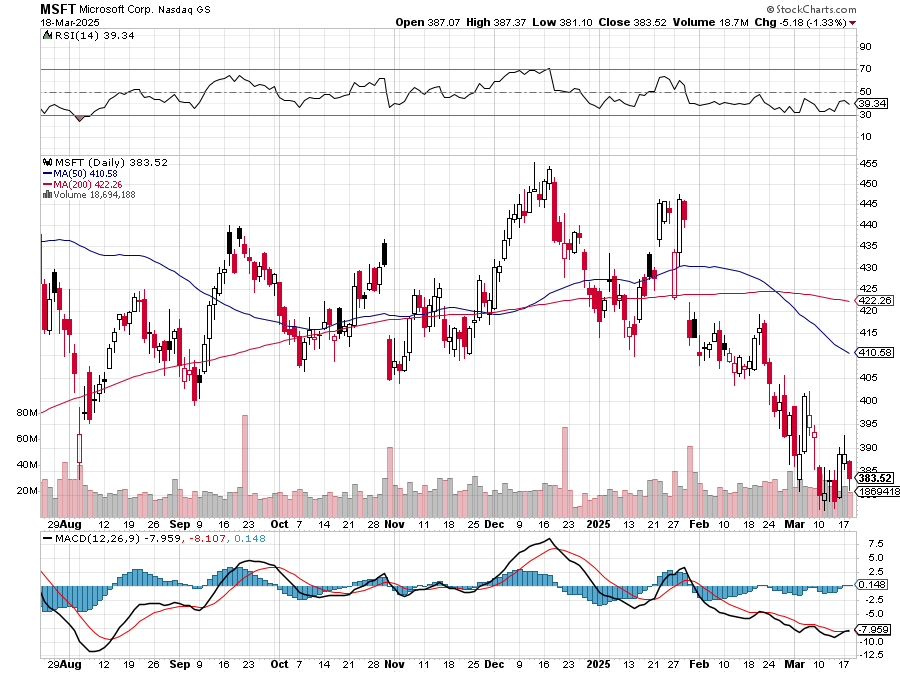 MSFT Microsoft Corp. Nasdaq GS
© StockCharts.com
18-Mar-2025
Open 387.07 High 387.37 Low 381.10 Close 383.52 Volume 18.7M Chg -5.18 (-1.33%)
RSI(14) 39.34
90
70
50
39.34
30
10
MSFT (Daily) 383.52
MA(50) 410.58
MA(200) 422.26
Volume 18,694,188
455
450
445
440
435
430
425
422.26
420
415
410.58
405
400
395
390
385
383.52
1869418
80M
60M
40M
20M
29 Aug 5 12 19 26 Sep 9 16 23 Oct 7 14 21 28 Nov 11 18 25 Dec 9 16 23 2025 13 21 27 Feb 10 18 24 Mar 10 17
MACD(12,26,9) -7.959, -8.107, 0.148
7.5
5.0
2.5
0.148
-2.5
-5.0
-7.959
-10.0
-12.5
29 Aug 5 12 19 26 Sep 9 16 23 Oct 7 14 21 28 Nov 11 18 25 Dec 9 16 23 2025 13 21 27 Feb 10 18 24 Mar 10 17